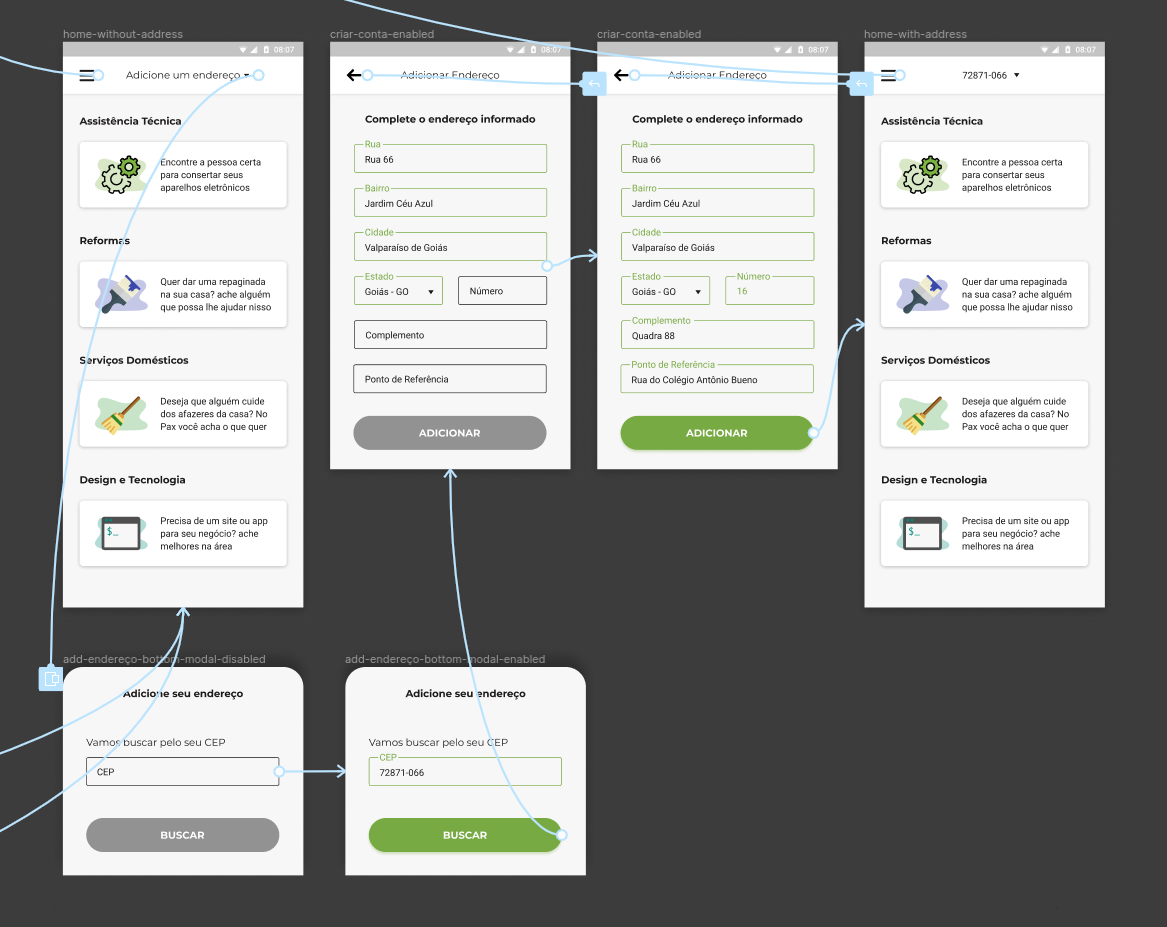 home-without-address
08:07
Adicione um endereço
Assistência Técnica
Encontre a pessoa certa
para consertar seus
aparelhos eletrônicos
Reformas
Quer dar uma repaginada
na sua casa? ache alguém
que possa lhe ajudar nisso
Serviços Domésticos
Deseja que alguém cuide
dos afazeres da casa? No
Pax você acha o que quer
Design e Tecnologia
Precisa de um site ou app
para seu negócio? ache
melhores na área
criar-conta-enabled
08:07
Adicionar Endereço
Complete o endereço informado
Rua
Rua 66
Bairro
Jardim Céu Azul
Cidade
Valparaíso de Goiás
Estado
Goiás - GO
Número
Complemento
Ponto de Referência
ADICIONAR
criar-conta-enabled
08:07
Adicionar Endereço
Complete o endereço informado
Rua
Rua 66
Bairro
Jardim Céu Azul
Cidade
Valparaíso de Goiás
Estado
Goiás - GO
Número
16
Complemento
Quadra 88
Ponto de Referência
Rua do Colégio Antônio Bueno
ADICIONAR
home-with-address
08:07
72871-066
Assistência Técnica
Encontre a pessoa certa
para consertar seus
aparelhos eletrônicos
Reformas
Quer dar uma repaginada
na sua casa? ache alguém
que possa lhe ajudar nisso
Serviços Domésticos
Deseja que alguém cuide
dos afazeres da casa? No
Pax você acha o que quer
Design e Tecnologia
$_
Precisa de um site ou app
para seu negócio? ache
melhores na área
$_
add-endereço-bottom-modal-disabled
Adicione seu endereço
Vamos buscar pelo seu CEP
CEP
BUSCAR
add-endereço-bottom-modal-enabled
Adicione seu endereço
Vamos buscar pelo seu CEP
CEP
72871-066
BUSCAR